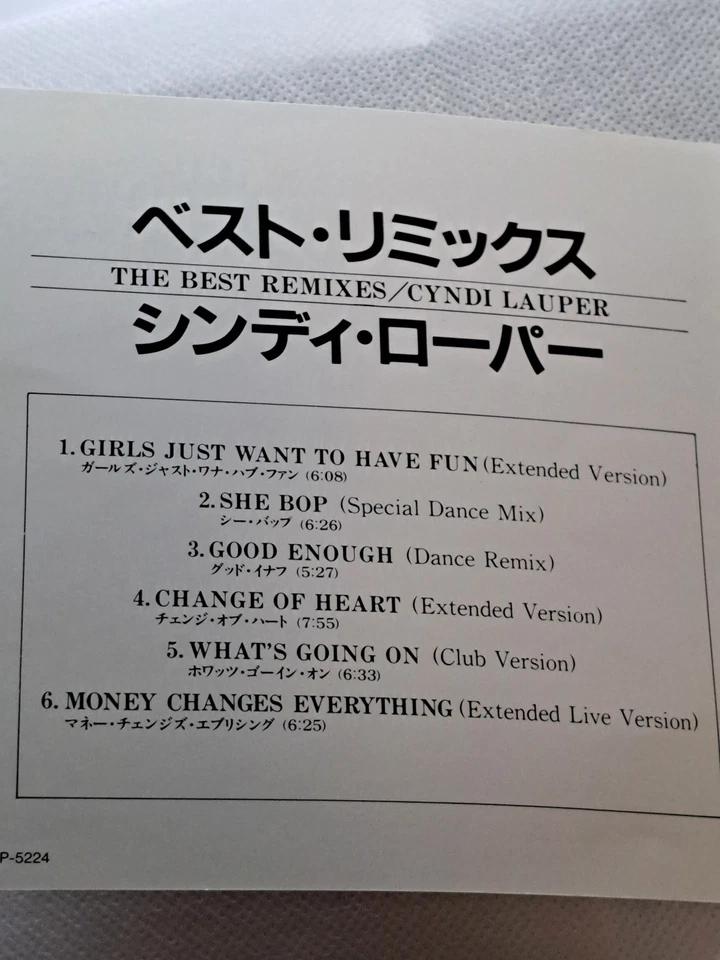 ベスト・リミックス
THE BEST REMIXES/CYNDI LAUPER
シンディ・ローパー
1. GIRLS JUST WANT TO HAVE FUN (Extended Version)
ガールズ・ジャスト・ワナ・ハブ・ファン (6:08)
2. SHE BOP (Special Dance Mix)
シー・バップ (6:26)
3. GOOD ENOUGH (Dance Remix)
グッド・イナフ (5:27)
4. CHANGE OF HEART (Extended Version)
チェンジ・オブ・ハート (7:55)
5. WHAT'S GOING ON (Club Version)
ホワッツ・ゴーイン・オン (6:33)
6. MONEY CHANGES EVERYTHING (Extended Live Version)
マネー・チェンジズ・エブリシング (6:25)
P-5224